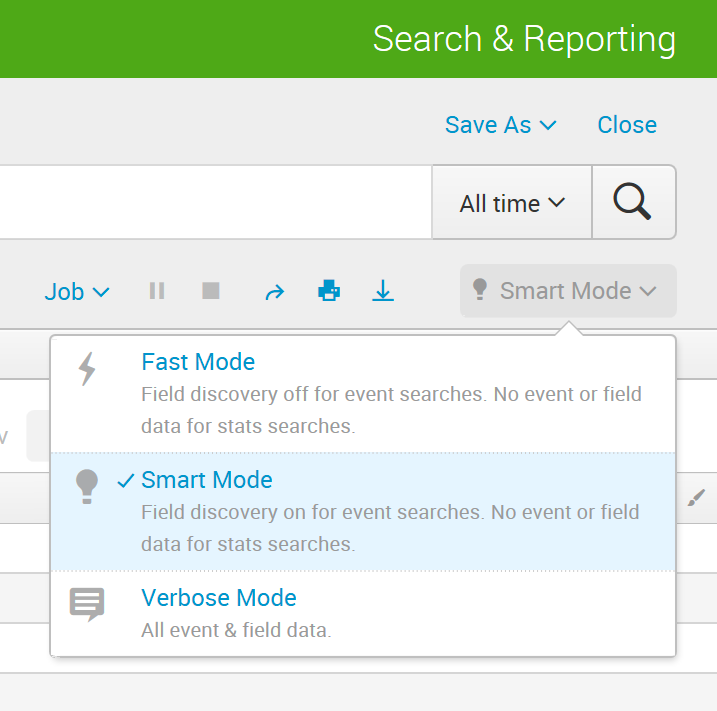 Search & Reporting
Save As
Close
All time
Job
Smart Mode
Fast Mode
Field discovery off for event searches. No event or field
data for stats searches.
Smart Mode
Field discovery on for event searches. No event or field
data for stats searches.
Verbose Mode
All event & field data.